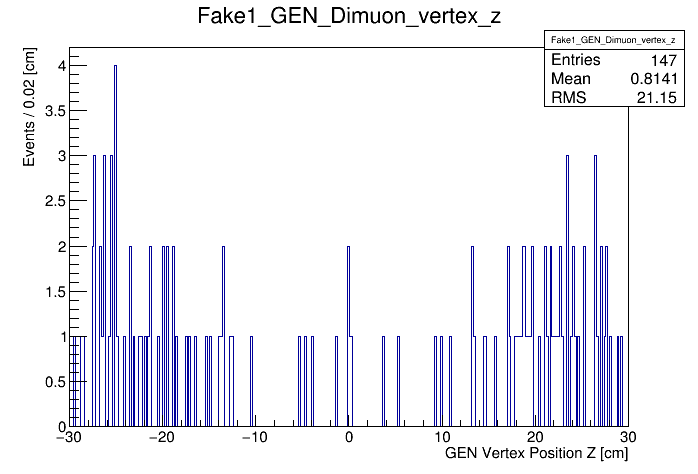 Fake1_GEN_Dimuon_vertex_z
Fake1_GEN_Dimuon_vertex_z
Entries 147
Mean 0.8141
RMS 21.15
Events / 0.02 [cm]
4
3.5
3
2.5
2
1.5
1
0.5
0
−30 −20 −10 0 10 20 30
GEN Vertex Position Z [cm]